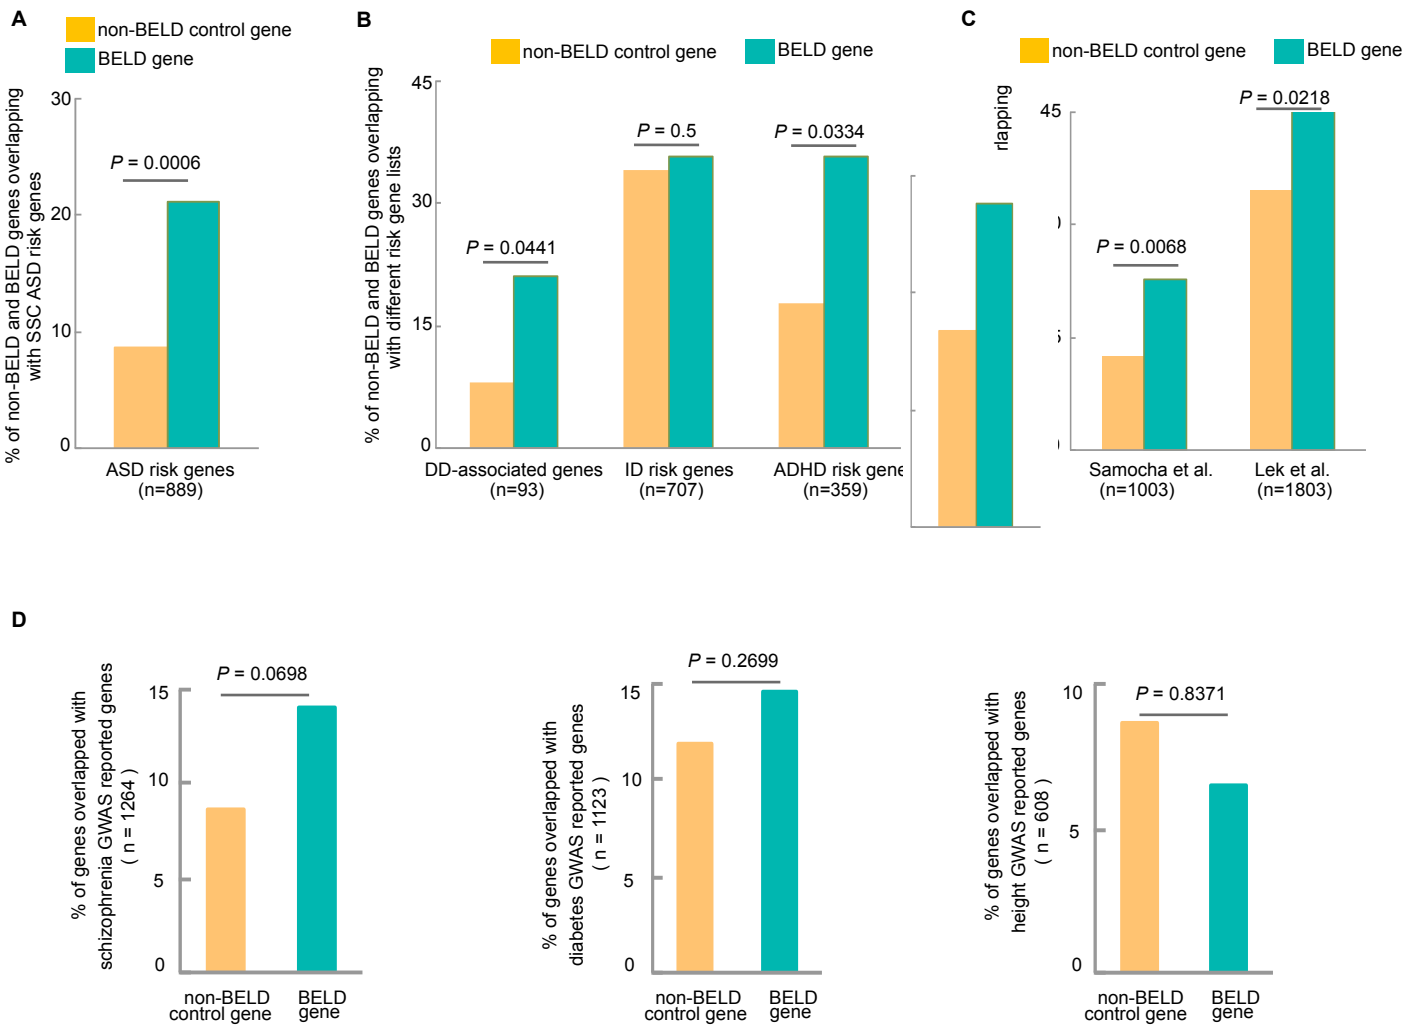 A
non-BELD control gene
BELD gene
% of non-BELD and BELD genes overlapping
with SSC ASD risk genes
30
20
10
0
P = 0.0006
ASD risk genes
(n=889)
B
non-BELD control gene
BELD gene
% of non-BELD and BELD genes overlapping
with different risk gene lists
45
30
15
0
P = 0.0441
P = 0.5
P = 0.0334
DD-associated genes
(n=93)
ID risk genes
(n=707)
ADHD risk gene
(n=359)
C
non-BELD control gene
BELD gene
rlapping
45
P = 0.0068
P = 0.0218
Samocha et al.
(n=1003)
Lek et al.
(n=1803)
D
% of genes overlapped with
schizophrenia GWAS reported genes
( n = 1264 )
15
10
5
0
P = 0.0698
non-BELD
control gene
BELD
gene
% of genes overlapped with
diabetes GWAS reported genes
( n = 1123 )
15
10
5
0
P = 0.2699
non-BELD
control gene
BELD
gene
% of genes overlapped with
height GWAS reported genes
( n = 608 )
10
5
0
P = 0.8371
non-BELD
control gene
BELD
gene